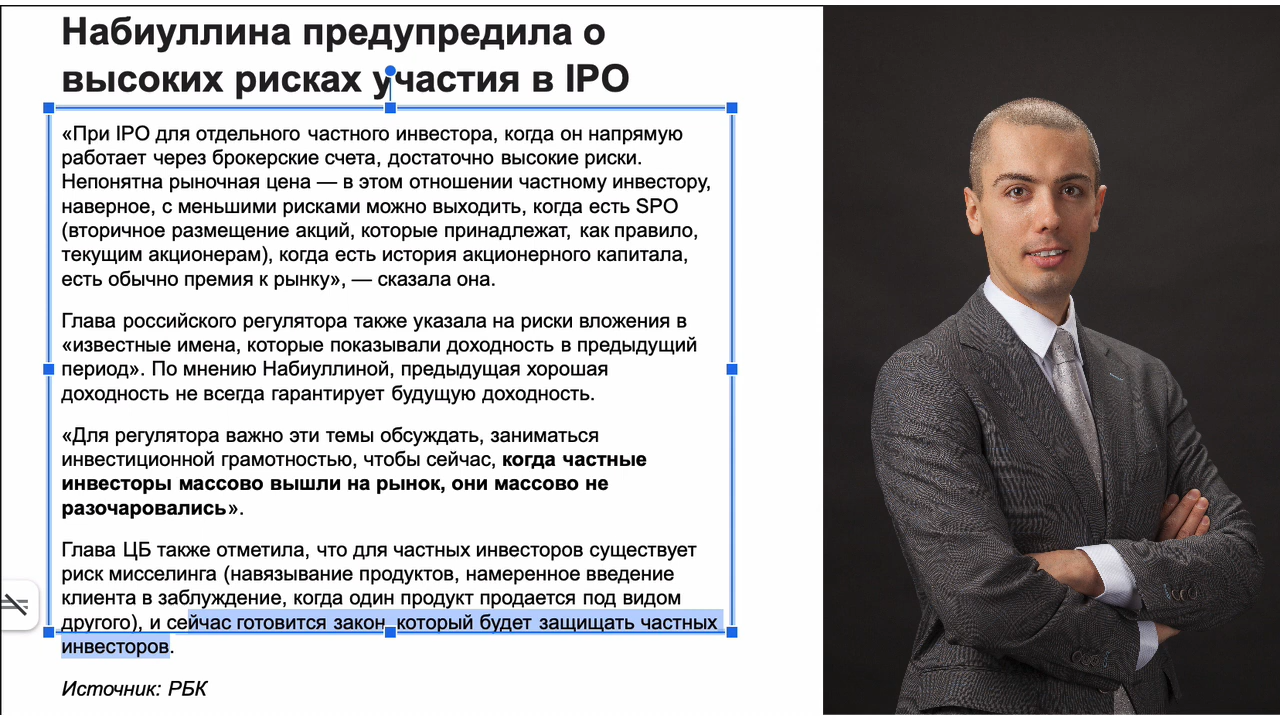 Набиуллина предупредила о
высоких рисках участия в IPO
«При IPO для отдельного частного инвестора, когда он напрямую
работает через брокерские счета, достаточно высокие риски.
Непонятна рыночная цена — в этом отношении частному инвестору,
наверное, с меньшими рисками можно выходить, когда есть SPO
(вторичное размещение акций, которые принадлежат, как правило,
текущим акционерам), когда есть история акционерного капитала,
есть обычно премия к рынку», — сказала она.
Глава российского регулятора также указала на риски вложения в
«известные имена, которые показывали доходность в предыдущий
период». По мнению Набиуллиной, предыдущая хорошая
доходность не всегда гарантирует будущую доходность.
«Для регулятора важно эти темы обсуждать, заниматься
инвестиционной грамотностью, чтобы сейчас, когда частные
инвесторы массово вышли на рынок, они массово не
разочаровались».
Глава ЦБ также отметила, что для частных инвесторов существует
риск мисселинга (навязывание продуктов, намеренное введение
клиента в заблуждение, когда один продукт продается под видом
другого), и сейчас готовится закон, который будет защищать частных
инвесторов.
Источник: РБК